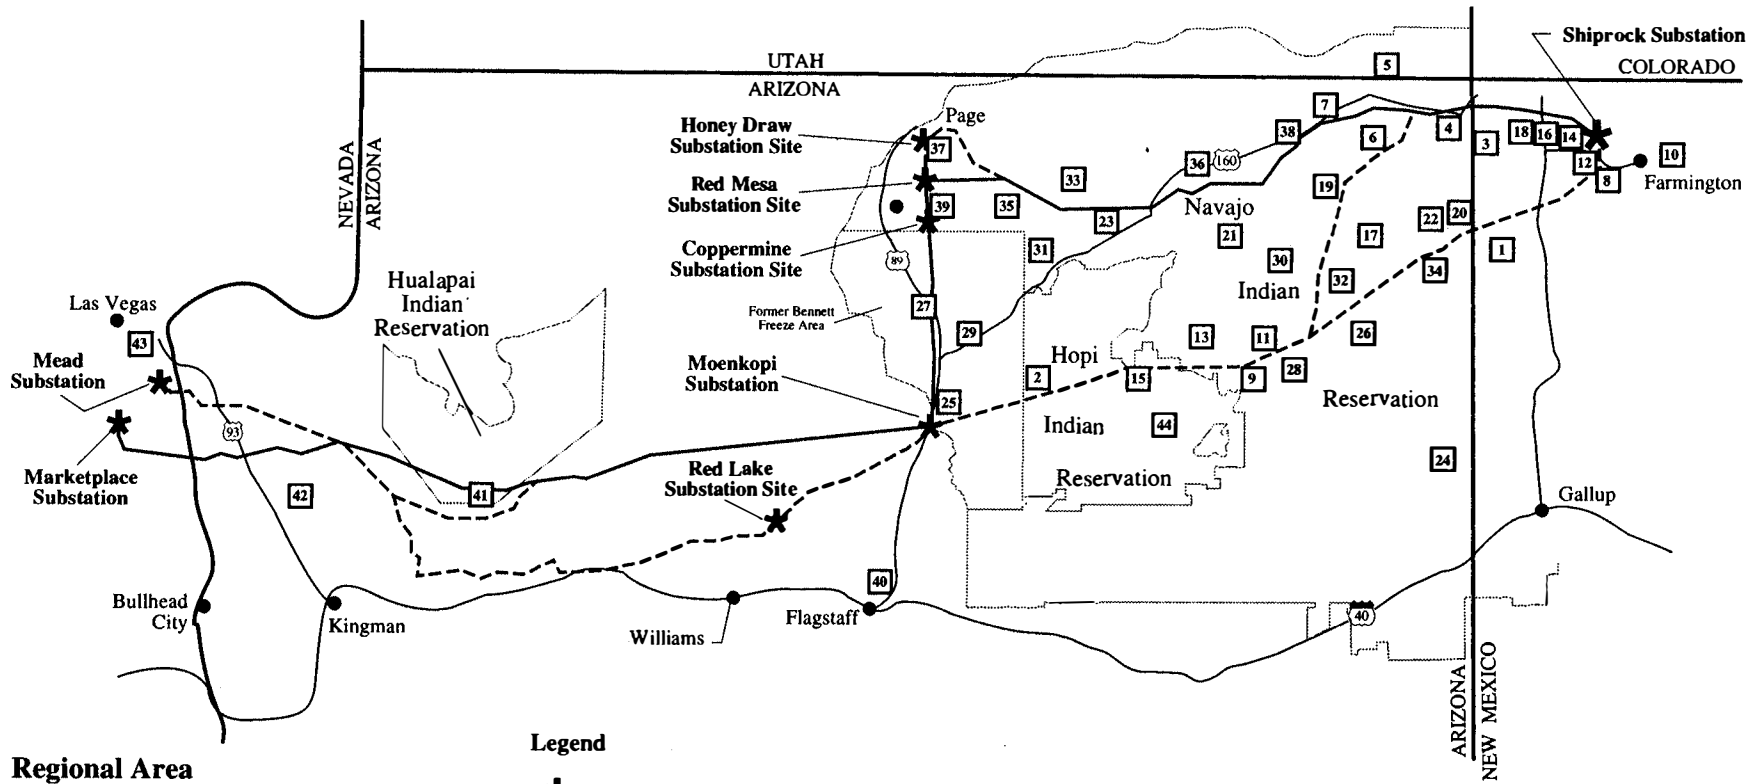 Shiprock Substation
COLORADO
UTAH
ARIZONA
5
7
Page
Honey Draw
Substation Site
37
38
6
4
3
18
16
14
12
8
10
Farmington
NEVADA
ARIZONA
Red Mesa
Substation Site
39
35
33
36
160
23
Navajo
19
22
20
21
17
1
Coppermine
Substation Site
31
30
32
34
Indian
89
Hualapai
Indian
Reservation
Las Vegas
43
Former Bennett
Freeze Area
27
29
13
11
26
28
Mead
Substation
Moenkopi
Substation
Hopi
2
15
9
Reservation
25
93
Indian
44
Marketplace
Substation
42
41
Red Lake
Substation Site
Reservation
24
Gallup
40
Bullhead
City
Kingman
Williams
Flagstaff
40
ARIZONA
NEW MEXICO
Legend
Regional Area